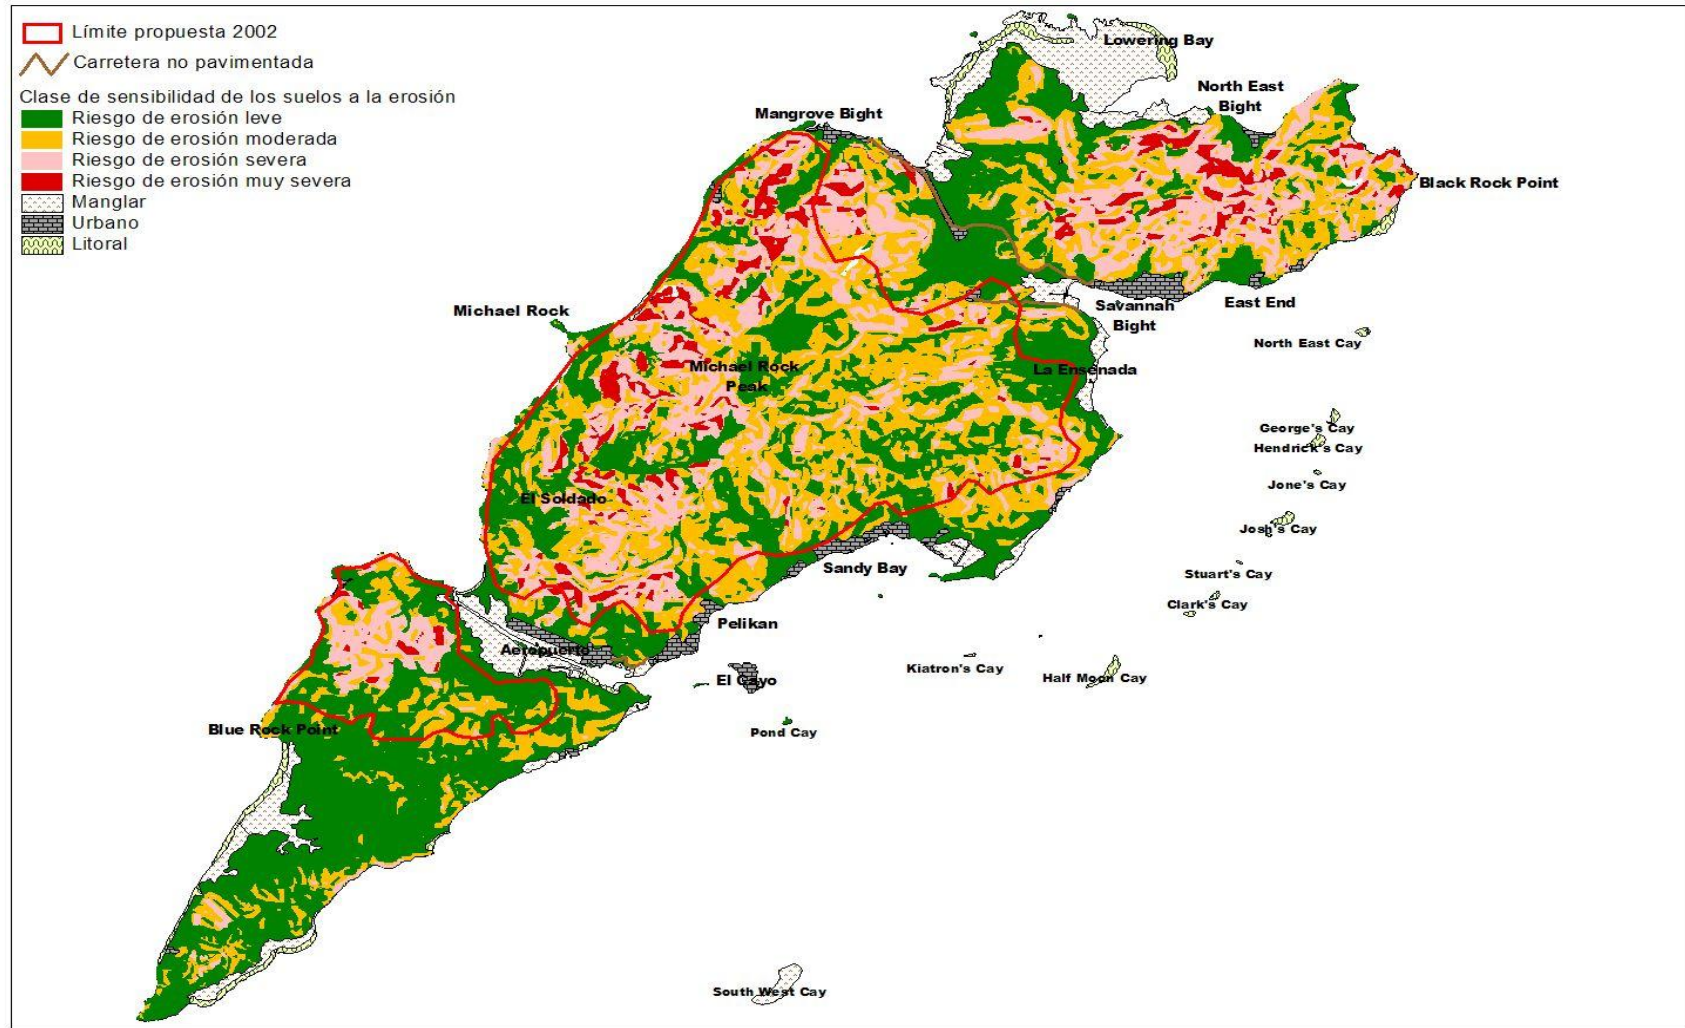 Límite propuesta 2002
Carretera no pavimentada
Clase de sensibilidad de los suelos a la erosión
Riesgo de erosión leve
Riesgo de erosión moderada
Riesgo de erosión severa
Riesgo de erosión muy severa
Manglar
Urbano
Litoral
Lowering Bay
North East
Bight
Mangrove Bight
Black Rock Point
Michael Rock
Savannah
Bight
East End
North East Cay
Michael Rock
Peak
La Ensenada
George's Cay
Hendrick's Cay
Jone's Cay
El Soldado
Josh's Cay
Sandy Bay
Stuart's Cay
Clark's Cay
Pelikan
Aeropuerto
Kiatron's Cay
Half Moon Cay
El Cayo
Blue Rock Point
Pond Cay
South West Cay